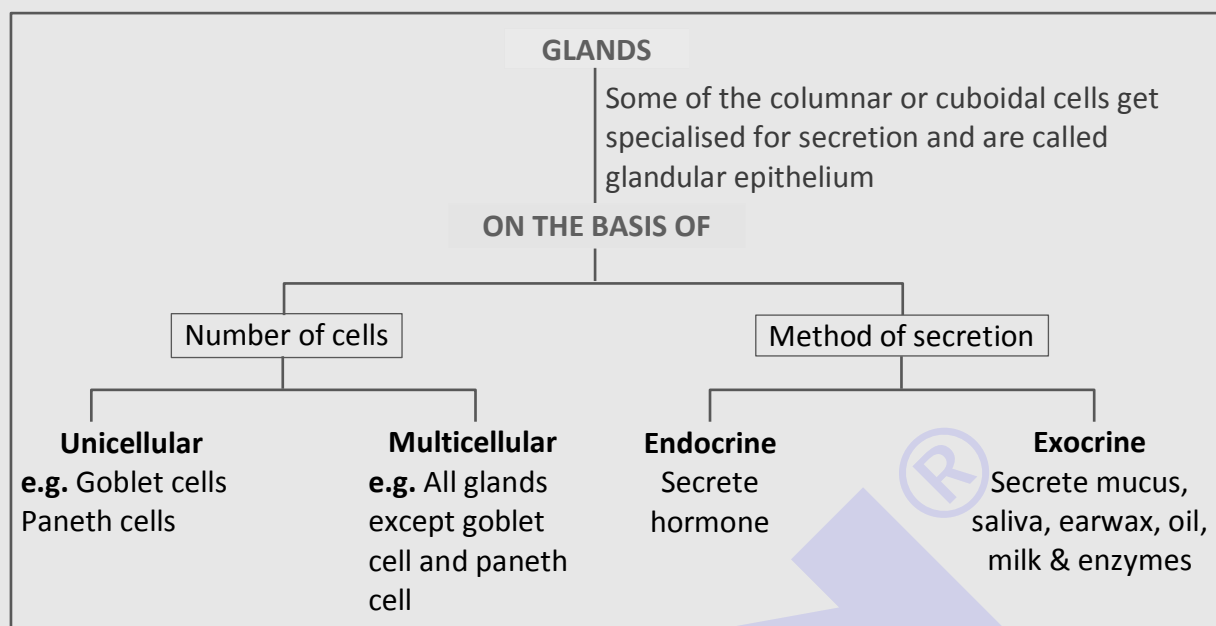 GLANDS
Some of the columnar or cuboidal cells get
specialised for secretion and are called
glandular epithelium
ON THE BASIS OF
Number of cells
Method of secretion
Unicellular
e.g. Goblet cells
Paneth cells
Multicellular
e.g. All glands
except goblet
cell and paneth
cell
Endocrine
Secrete
hormone
Exocrine
Secrete mucus,
saliva, earwax, oil,
milk & enzymes
®